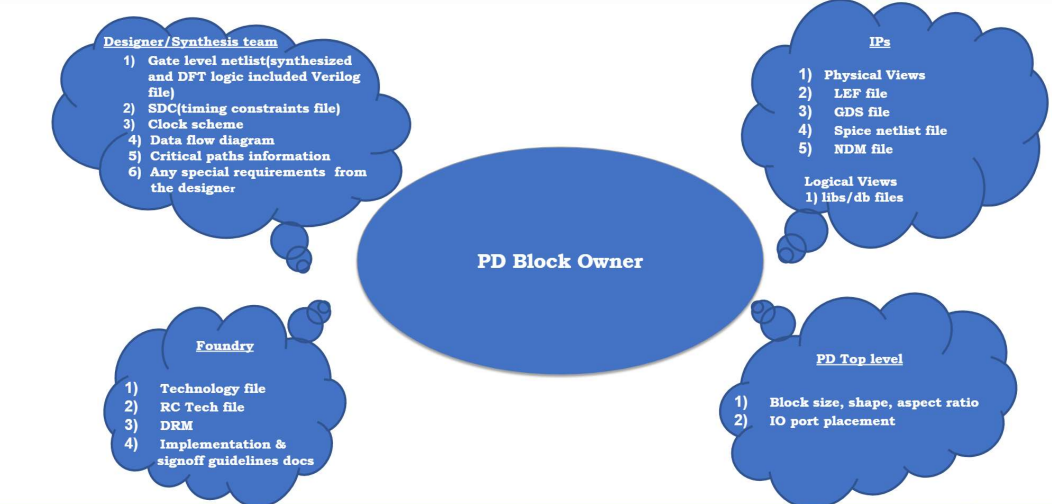 Designer/Synthesis team
1) Gate level netlist(synthesized
and DFT logic included Verilog
file)
2) SDC(timing constraints file)
3) Clock scheme
4) Data flow diagram
5) Critical paths information
6) Any special requirements from
the designer
IPs
1) Physical Views
2) LEF file
3) GDS file
4) Spice netlist file
5) NDM file
Logical Views
1) libs/db files
PD Block Owner
Foundry
1) Technology file
2) RC Tech file
3) DRM
4) Implementation &
signoff guidelines docs
PD Top level
1) Block size, shape, aspect ratio
2) IO port placement